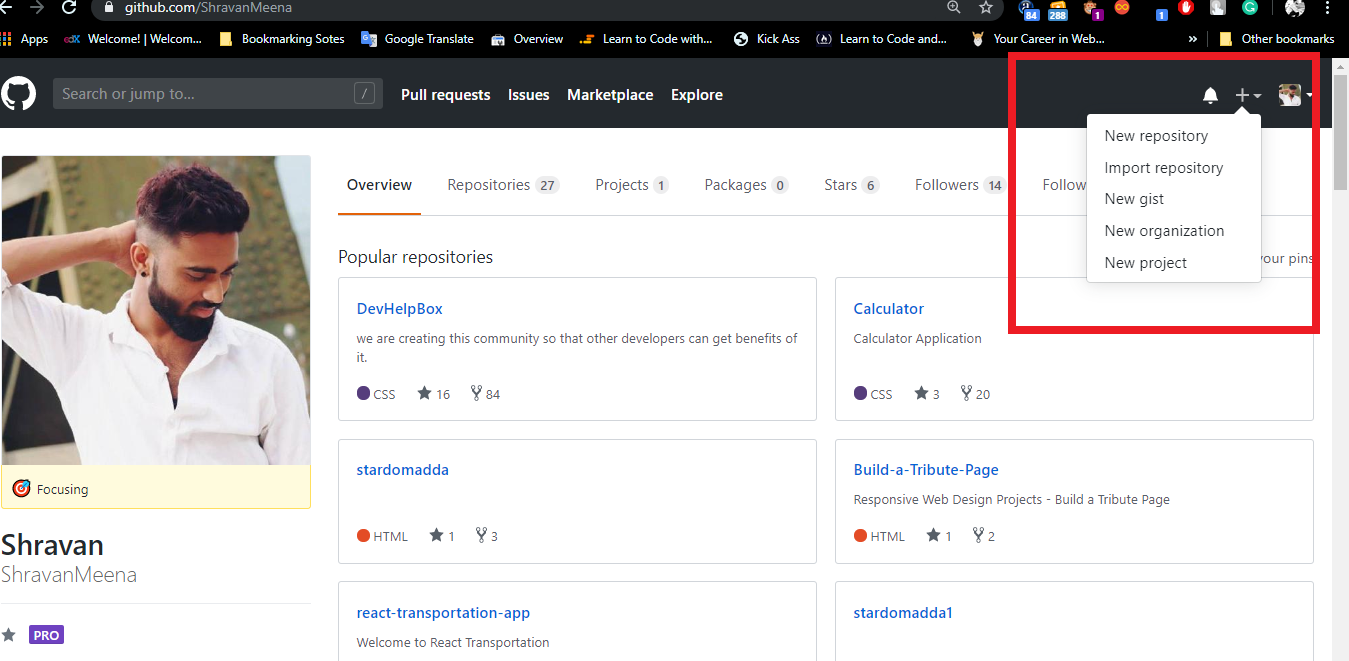 github.com/ShravanMeena
84
288
1
1
Apps
edX
Welcome! | Welcom...
Bookmarking Sotes
Google Translate
Overview
Learn to Code with...
Kick Ass
Learn to Code and...
Your Career in Web...
»
Other bookmarks
Search or jump to...
/
Pull requests
Issues
Marketplace
Explore
New repository
Import repository
New gist
New organization
New project
Overview
Repositories 27
Projects 1
Packages 0
Stars 6
Followers 14
Follow
Popular repositories
your pins
DevHelpBox
we are creating this community so that other developers can get benefits of
it.
CSS 16 84
Calculator
Calculator Application
CSS 3 20
stardomadda
HTML 1 3
Build-a-Tribute-Page
Responsive Web Design Projects - Build a Tribute Page
HTML 1 2
react-transportation-app
Welcome to React Transportation
stardomadda1
Focusing
Shravan
ShravanMeena
PRO